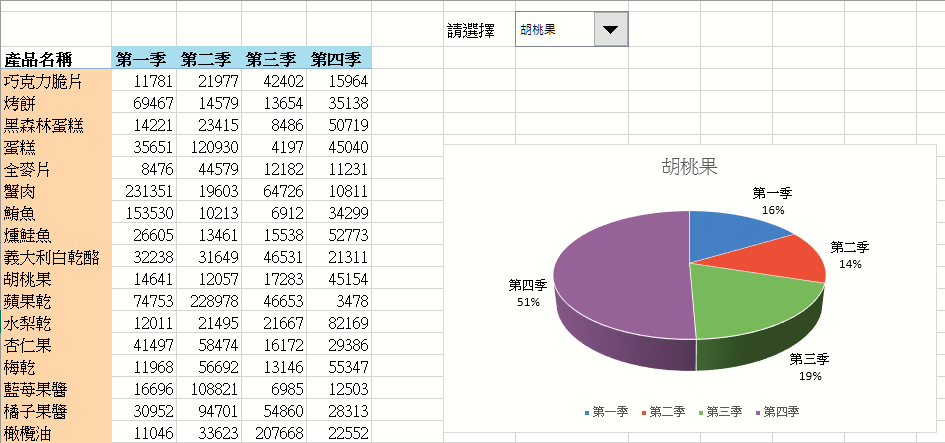 請選擇 胡桃果
產品名稱 第一季 第二季 第三季 第四季
巧克力脆片 11781 21977 42402 15964
烤餅 69467 14579 13654 35138
黑森林蛋糕 14221 23415 8486 50719
蛋糕 35651 120930 4197 45040
全麥片 8476 44579 12182 11231
蟹肉 231351 19603 64726 10811
鮪魚 153530 10213 6912 34299
燻鮭魚 26605 13461 15538 52773
義大利白乾酪 32238 31649 46531 21311
胡桃果 14641 12057 17283 45154
蘋果乾 74753 228978 46653 3478
水梨乾 12011 21495 21667 82169
杏仁果 41497 58474 16172 29386
梅乾 11968 56692 13146 55347
藍苺果醬 16696 108821 6985 12503
橘子果醬 30952 94701 54860 28313
橄欖油 11046 33623 207668 22552
胡桃果
第一季
16%
第二季
14%
第四季
51%
第三季
19%
第一季 第二季 第三季 第四季